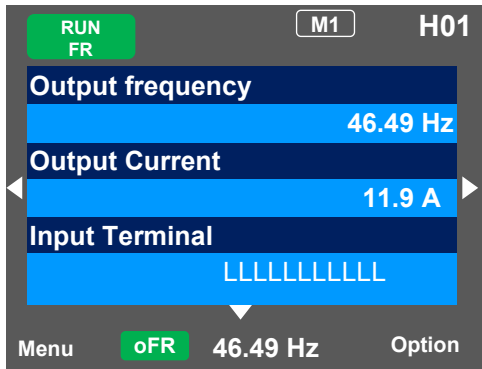 RUN M1 H01
FR
Output frequency
46.49 Hz
Output Current
11.9 A
Input Terminal
LLLLLLLLLLL
Menu oFR 46.49 Hz Option